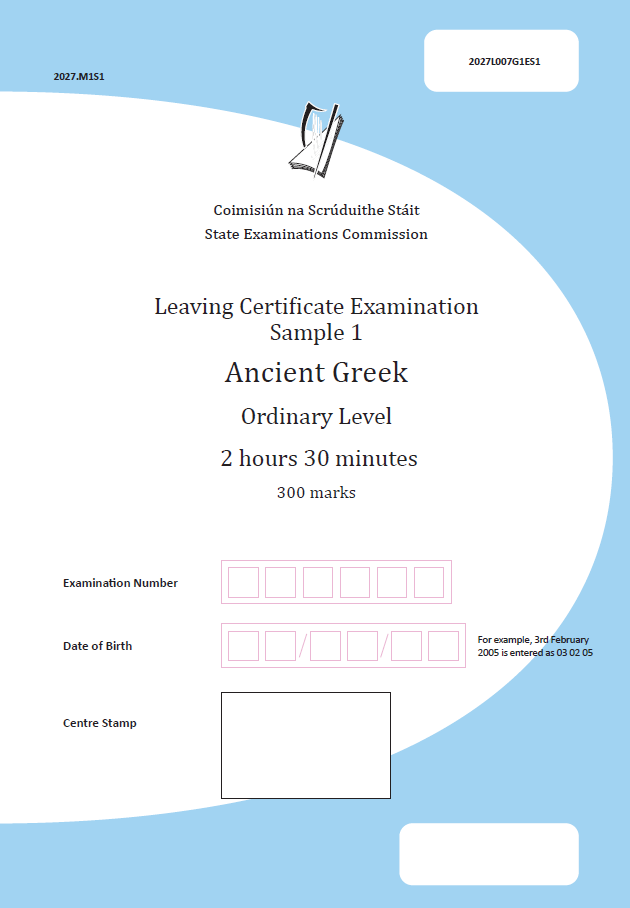 2027.M1S1
2027L007G1ES1
Coimisiún na Scrúduithe Stáit
State Examinations Commission
Leaving Certificate Examination
Sample 1
Ancient Greek
Ordinary Level
2 hours 30 minutes
300 marks
Examination Number
Date of Birth
/ /
For example, 3rd February
2005 is entered as 03 02 05
Centre Stamp